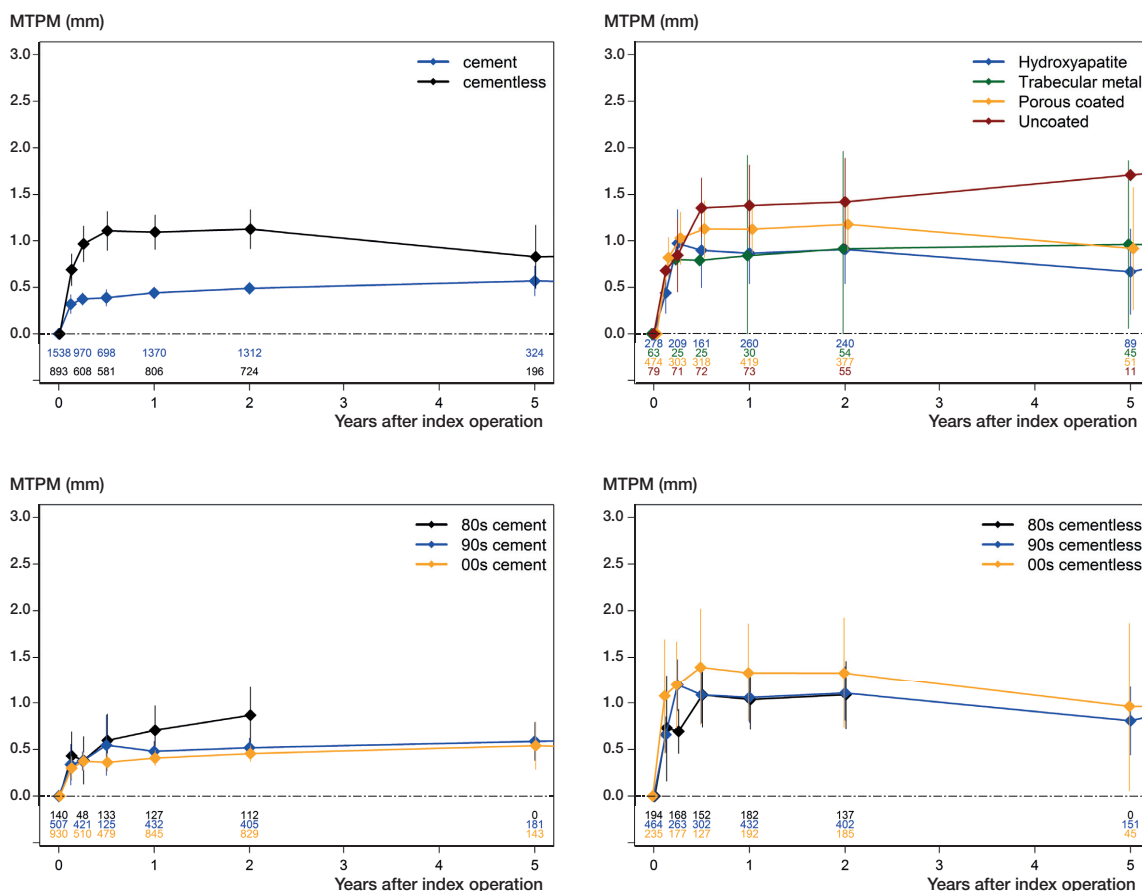 MTPM (mm)
3.0
2.5
2.0
1.5
1.0
0.5
0.0
cement
cementless
1538 970 698 1370 1312 324
893 608 581 806 724 196
0 1 2 3 4 5
Years after index operation
MTPM (mm)
3.0
2.5
2.0
1.5
1.0
0.5
0.0
Hydroxyapatite
Trabecular metal
Porous coated
Uncoated
278 209 161 260 240 89
63 25 25 30 54 45
474 303 318 419 377 51
79 71 72 73 55 11
0 1 2 3 4 5
Years after index operation
MTPM (mm)
3.0
2.5
2.0
1.5
1.0
0.5
0.0
80s cement
90s cement
00s cement
140 48 133 127 112 0
507 421 125 432 405 181
930 510 479 845 829 143
0 1 2 3 4 5
Years after index operation
MTPM (mm)
3.0
2.5
2.0
1.5
1.0
0.5
0.0
80s cementless
90s cementless
00s cementless
194 168 152 182 137 0
464 263 302 432 402 151
235 177 127 192 185 45
0 1 2 3 4 5
Years after index operation